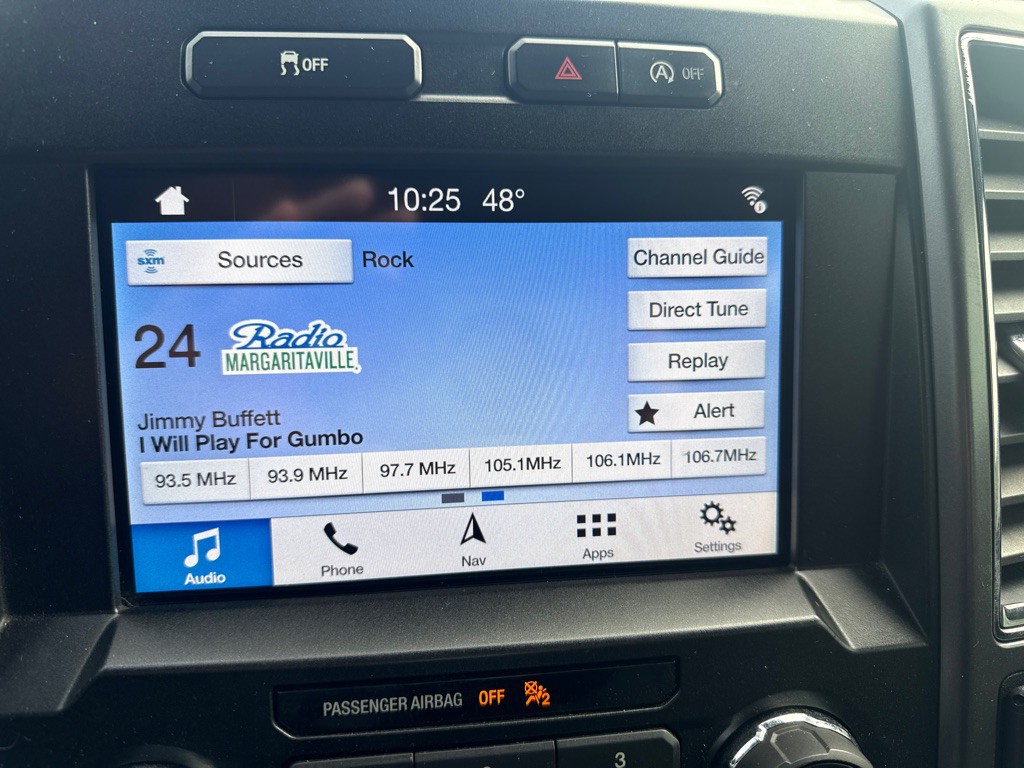 OFF
A OFF
10:25 48°
i
sxm Sources Rock
Channel Guide
Direct Tune
24 Radio
MARGARITAVILLE
Replay
Alert
Jimmy Buffett
I Will Play For Gumbo
93.5 MHz 93.9 MHz 97.7 MHz 105.1MHz 106.1MHz 106.7MHz
Audio Phone Nav Apps Settings
PASSENGER AIRBAG OFF 2
3